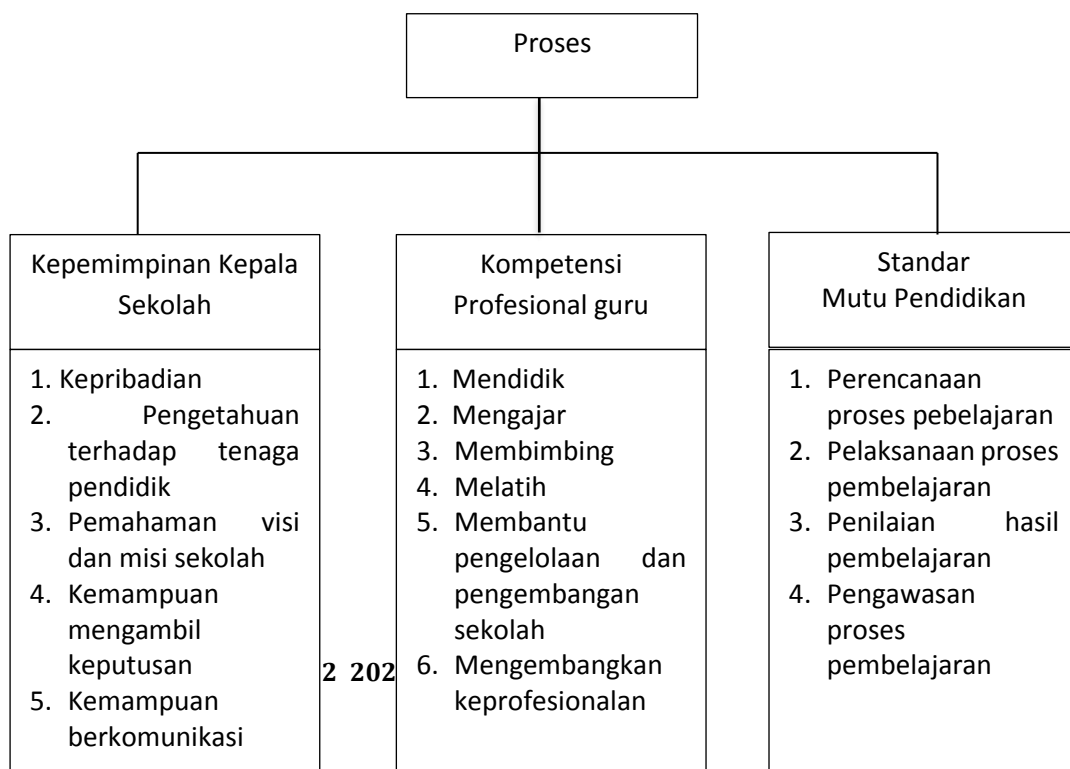 Proses
Kepemimpinan Kepala
Sekolah
1. Kepribadian
2. Pengetahuan
terhadap tenaga
pendidik
3. Pemahaman visi
dan misi sekolah
4. Kemampuan
mengambil
keputusan
5. Kemampuan
berkomunikasi
2 202
Kompetensi
Profesional guru
1. Mendidik
2. Mengajar
3. Membimbing
4. Melatih
5. Membantu
pengelolaan dan
pengembangan
sekolah
6. Mengembangkan
keprofesionalan
Standar
Mutu Pendidikan
1. Perencanaan
proses pebelajaran
2. Pelaksanaan proses
pembelajaran
3. Penilaian hasil
pembelajaran
4. Pengawasan
proses
pembelajaran